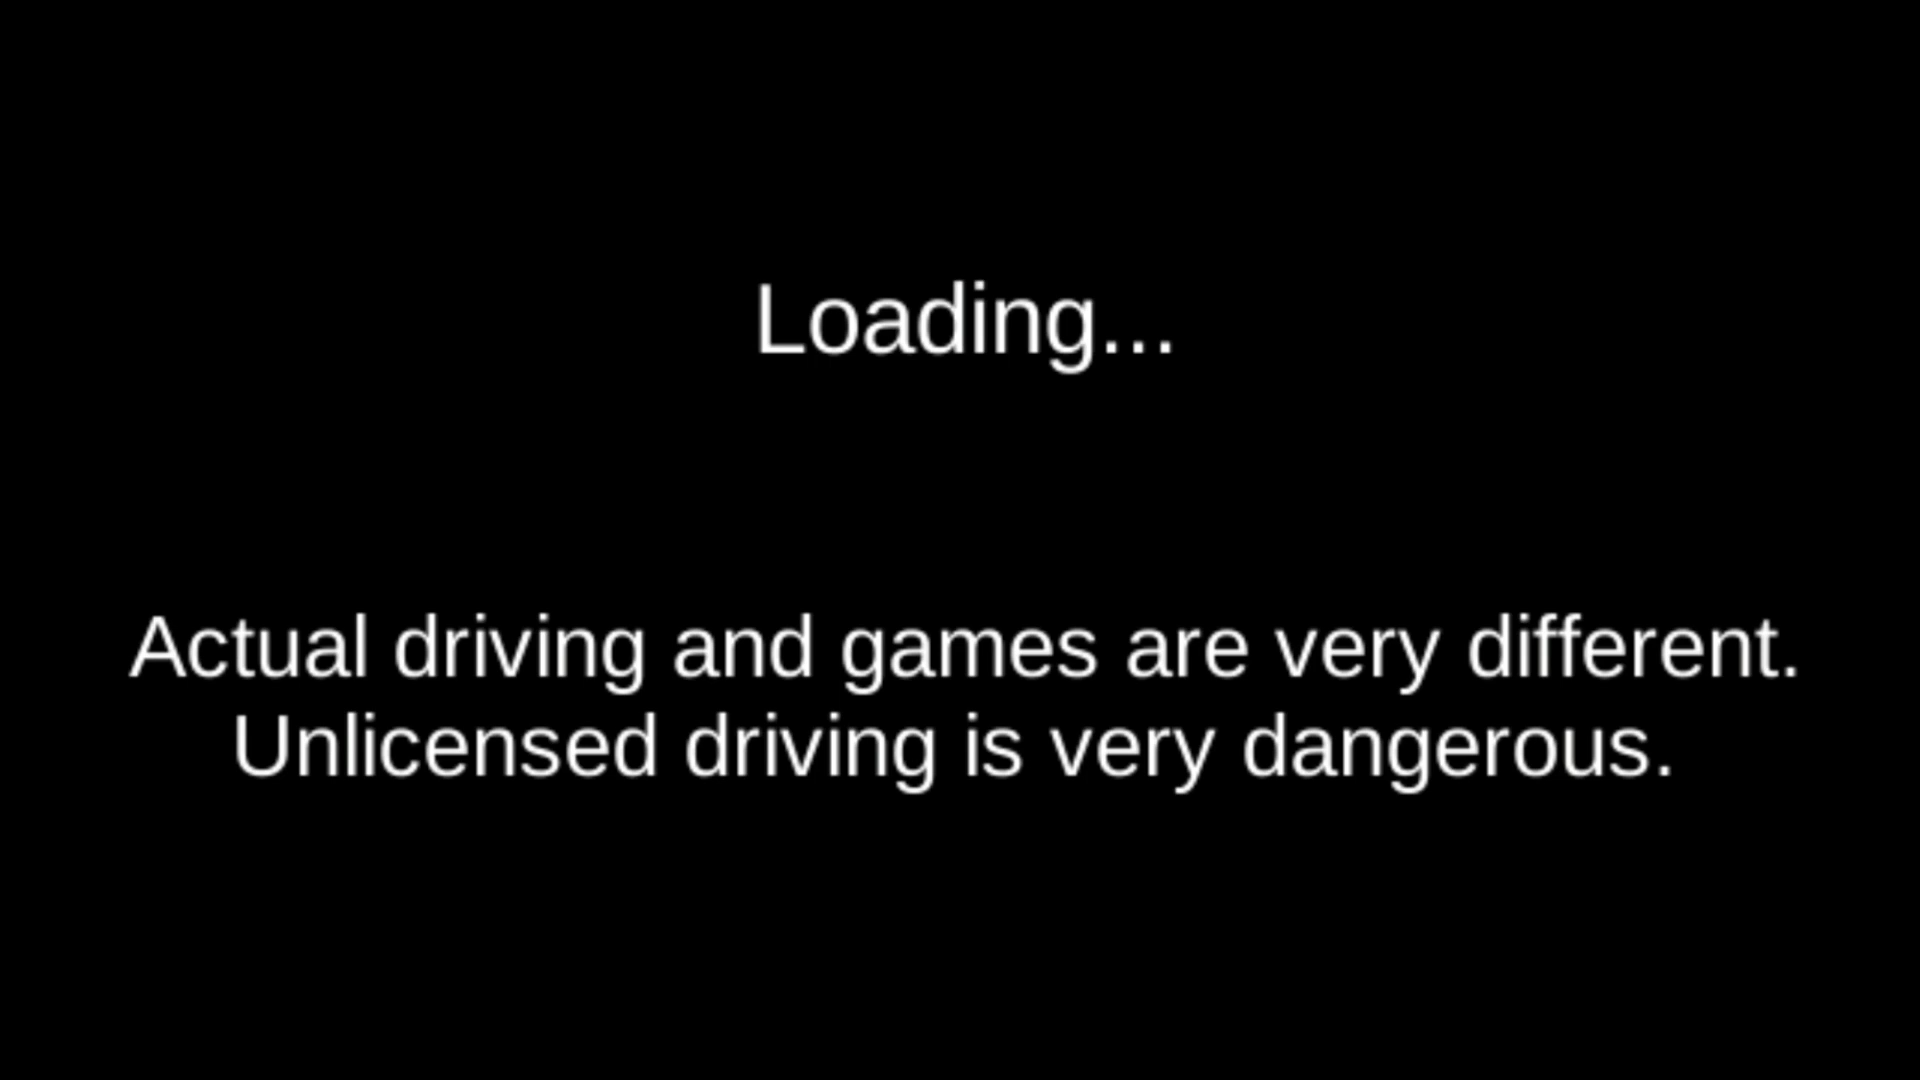 Loading...
Actual driving and games are very different.
Unlicensed driving is very dangerous.